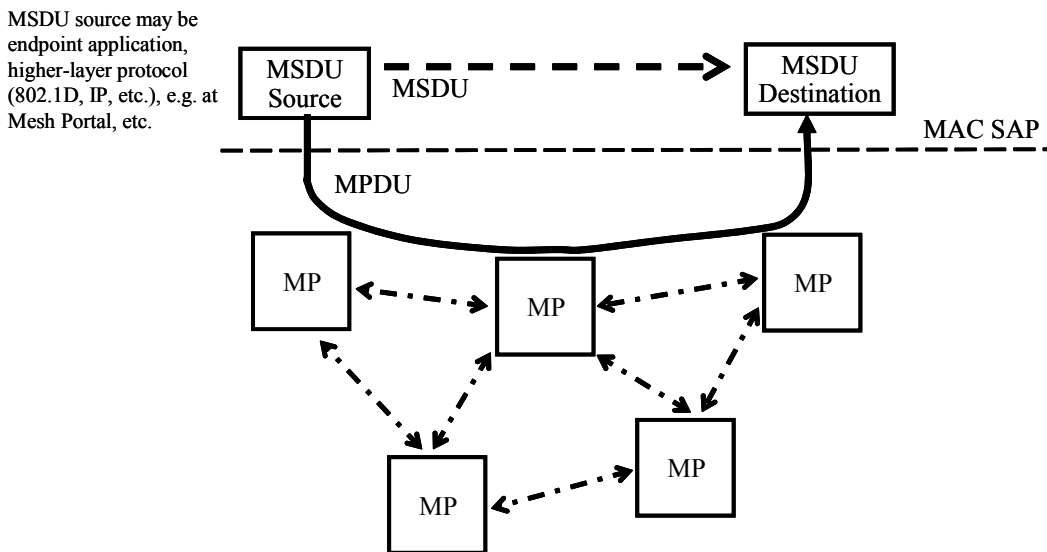 MSDU source may be
endpoint application,
higher-layer protocol
(802.1D, IP, etc.), e.g. at
Mesh Portal, etc.
MSDU
Source
MSDU
MSDU
Destination
MAC SAP
MPDU
MP
MP
MP
MP
MP